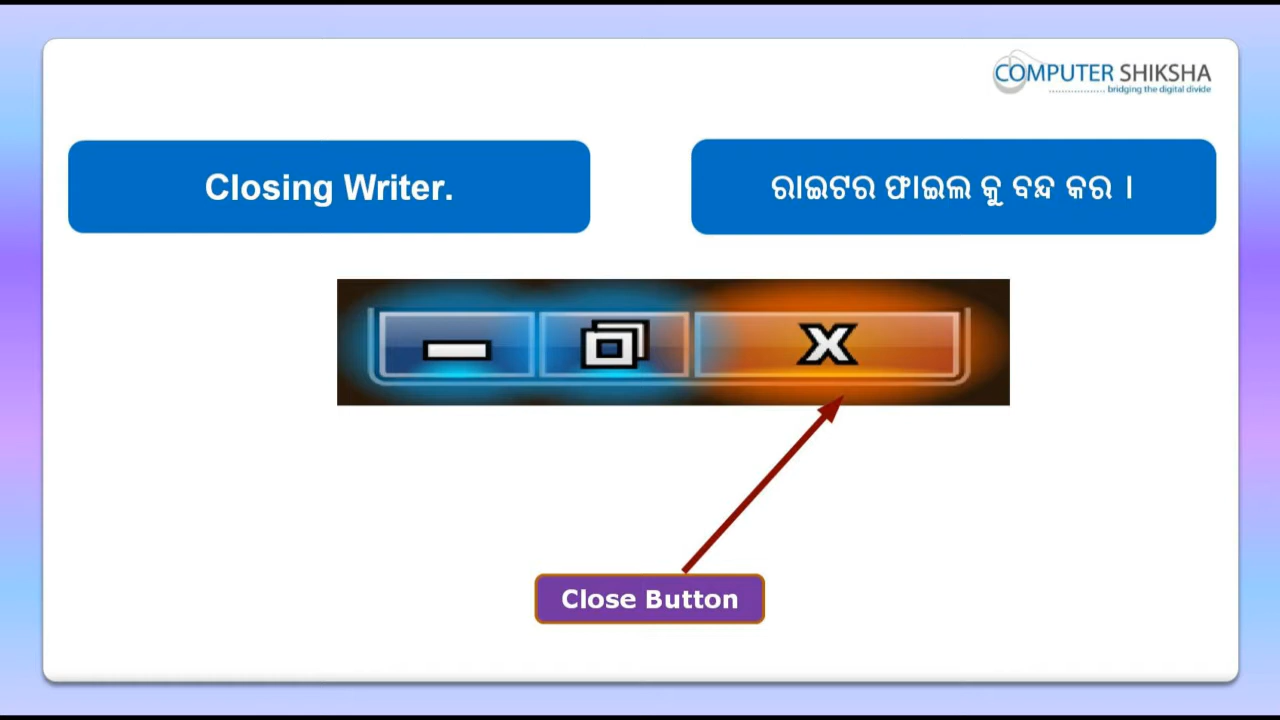 COMPUTER SHIKSHA
bridging the digital divide
Closing Writer.
ରାଇଟର ଫାଇଲ କୁ ବନ୍ଦ କର ।
Close Button